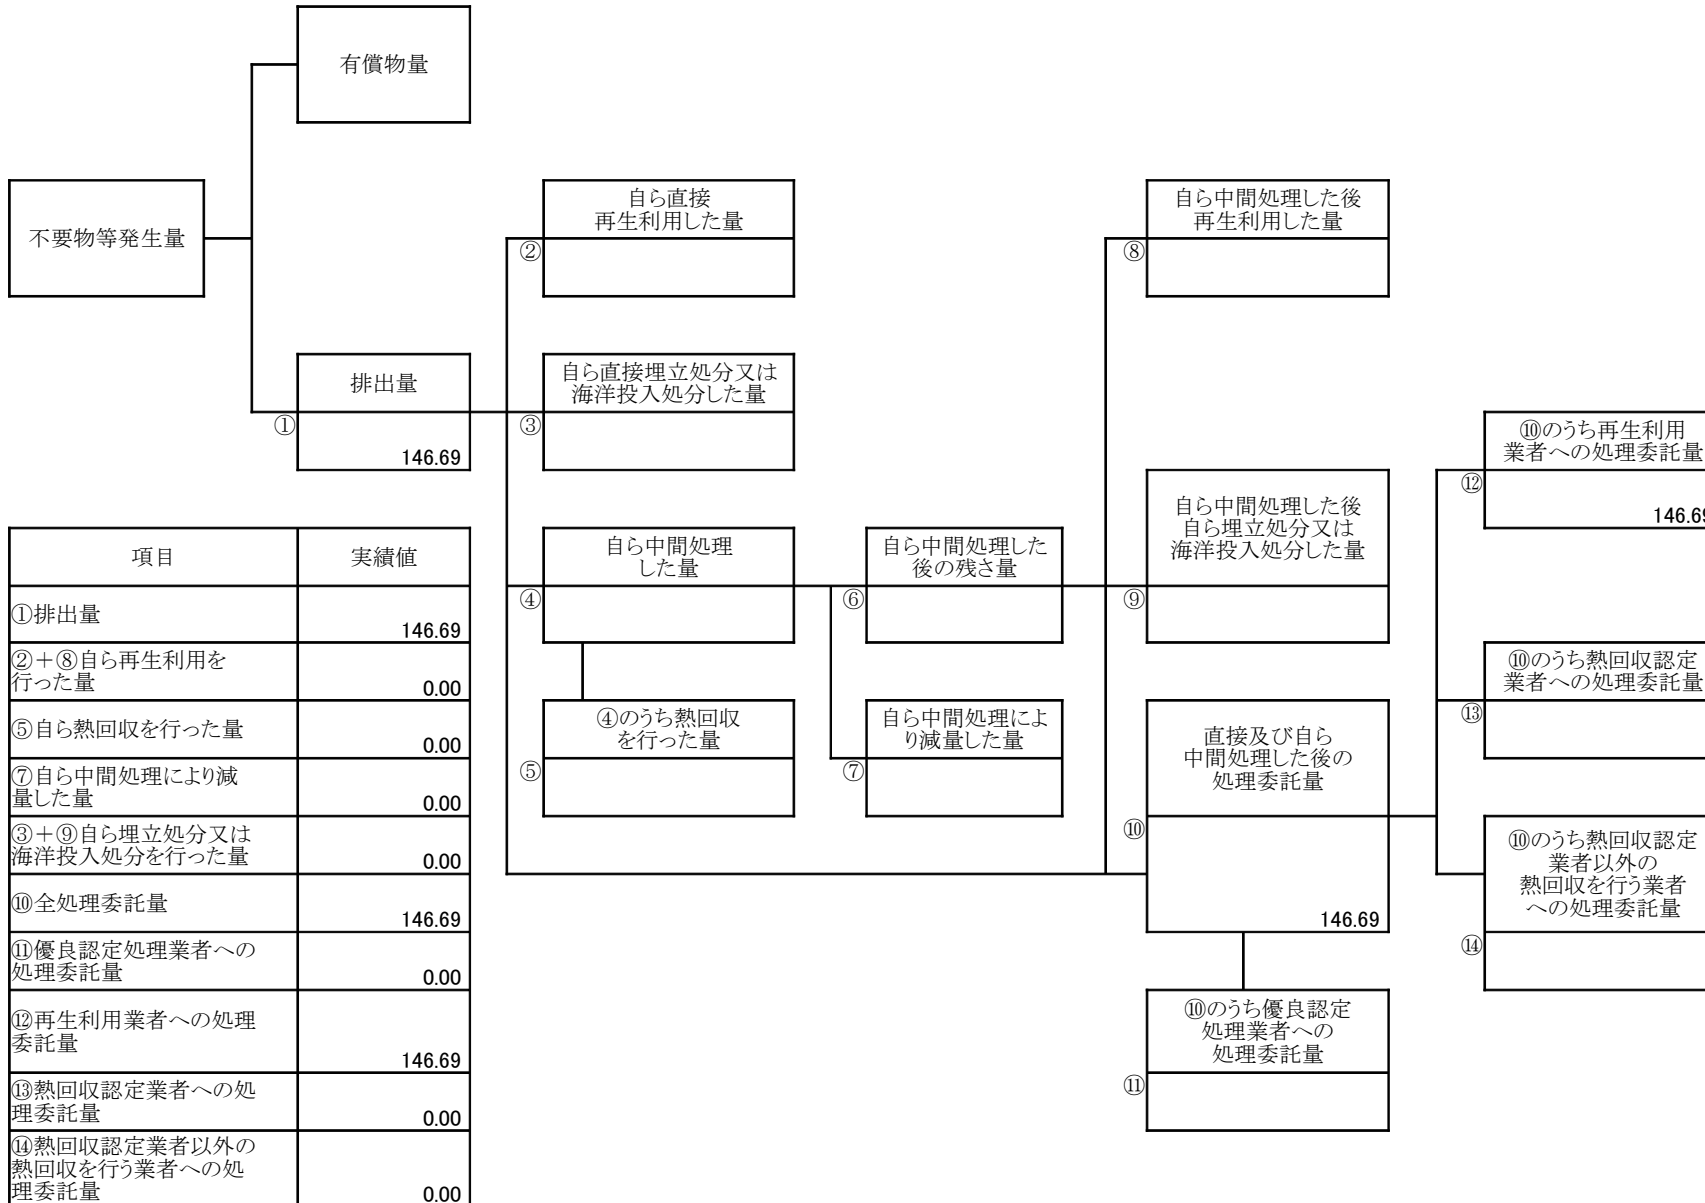 有償物量
不要物等発生量
自ら直接
再生利用した量
②
自ら中間処理した後
再生利用した量
⑧
排出量
①
146.69
自ら直接埋立処分又は
海洋投入処分した量
③
⑩のうち再生利用
業者への処理委託量
⑫
146.69
自ら中間処理
した量
④
自ら中間処理した
後の残さ量
⑥
自ら中間処理した後
自ら埋立処分又は
海洋投入処分した量
⑨
⑩のうち熱回収認定
業者への処理委託量
⑬
④のうち熱回収
を行った量
⑤
自ら中間処理によ
り減量した量
⑦
直接及び自ら
中間処理した後の
処理委託量
⑩
146.69
⑩のうち熱回収認定
業者以外の
熱回収を行う業者
への処理委託量
⑭
⑩のうち優良認定
処理業者への
処理委託量
⑪
項目 実績値
①排出量 146.69
②+⑧自ら再生利用を
行った量 0.00
⑤自ら熱回収を行った量 0.00
⑦自ら中間処理により減
量した量 0.00
③+⑨自ら埋立処分又は
海洋投入処分を行った量 0.00
⑩全処理委託量 146.69
⑪優良認定処理業者への
処理委託量 0.00
⑫再生利用業者への処理
委託量 146.69
⑬熱回収認定業者への処
理委託量 0.00
⑭熱回収認定業者以外の
熱回収を行う業者への処
理委託量 0.00